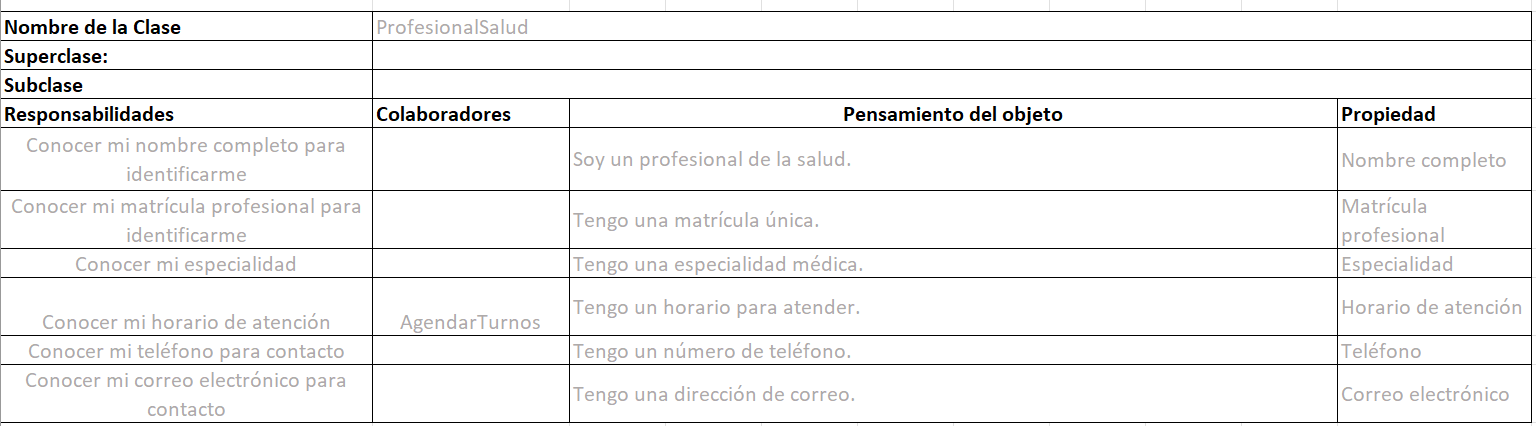 Nombre de la Clase ProfesionalSalud
Superclase:
Subclase
Responsabilidades Colaboradores Pensamiento del objeto Propiedad
Conocer mi nombre completo para
identificarme
Soy un profesional de la salud.
Nombre completo
Conocer mi matrícula profesional para
identificarme
Tengo una matrícula única.
Matrícula
profesional
Conocer mi especialidad Tengo una especialidad médica. Especialidad
Conocer mi horario de atención AgendarTurnos Tengo un horario para atender. Horario de atención
Conocer mi teléfono para contacto Tengo un número de teléfono. Teléfono
Conocer mi correo electrónico para
contacto
Tengo una dirección de correo.
Correo electrónico